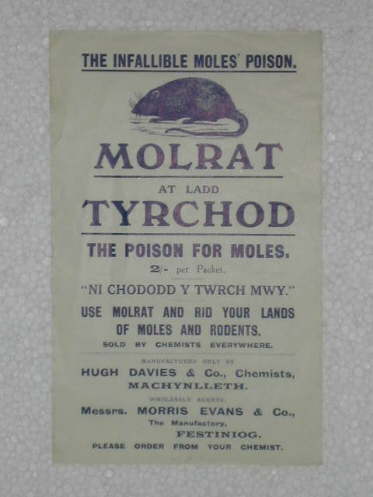 THE INFALLIBLE MOLES' POISON.
MOLRAT
AT LADD
TYRCHOD
THE POISON FOR MOLES.
2/- per Packet.
"NI CHODODD Y TWRCH MWY."
USE MOLRAT AND RID YOUR LANDS
OF MOLES AND RODENTS.
SOLD BY CHEMISTS EVERYWHERE.
MANUFACTURED ONLY BY
HUGH DAVIES & Co., Chemists,
MACHYNLLETH.
WHOLESALE AGENTS:
Messrs. MORRIS EVANS & Co.,
The Manufactory,
FESTINIOG.
PLEASE ORDER FROM YOUR CHEMIST.